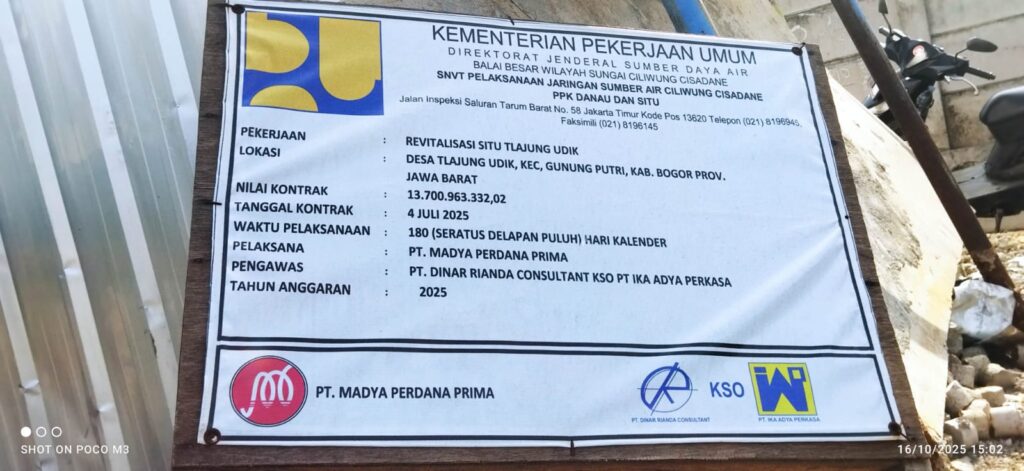 KEMENTERIAN PEKERJAAN UMUM
DIREKTORAT JENDERAL SUMBER DAYA AIR
BALAI BESAR WILAYAH SUNGAI CILIWUNG CISADANE
SNVT PELAKSANAAN JARINGAN SUMBER AIR CILIWUNG CISADANE
PPK DANAU DAN SITU
Jalan Inspeksi Saluran Tarum Barat No. 58 Jakarta Timur Kode Pos 13620 Telepon (021) 8196945,
Faksimili (021) 8196145
PEKERJAAN : REVITALISASI SITU TLAJUNG UDIK
LOKASI : DESA TLAJUNG UDIK, KEC, GUNUNG PUTRI, KAB. BOGOR PROV.
JAWA BARAT
NILAI KONTRAK : 13.700.963.332,02
TANGGAL KONTRAK : 4 JULI 2025
WAKTU PELAKSANAAN : 180 (SERATUS DELAPAN PULUH) HARI KALENDER
PELAKSANA : PT. MADYA PERDANA PRIMA
PENGAWAS : PT. DINAR RIANDA CONSULTANT KSO PT IKA ADYA PERKASA
TAHUN ANGGARAN : 2025
PT. MADYA PERDANA PRIMA
KSO
PT. DINAR RIANDA CONSULTANT
PT. IKA ADYA PERKASA
SHOT ON POCO M3
16/10/2025 15:02